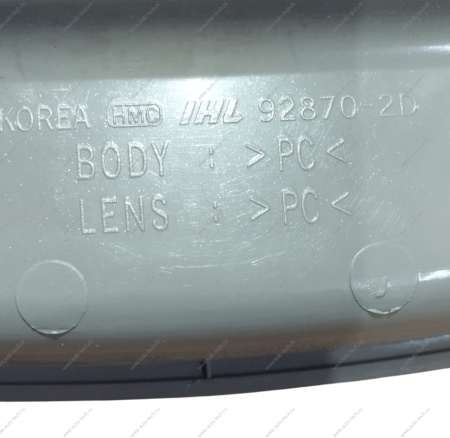 KOREA HMC IHL 92870-2D
BODY : >PC<
LENS : >PC<